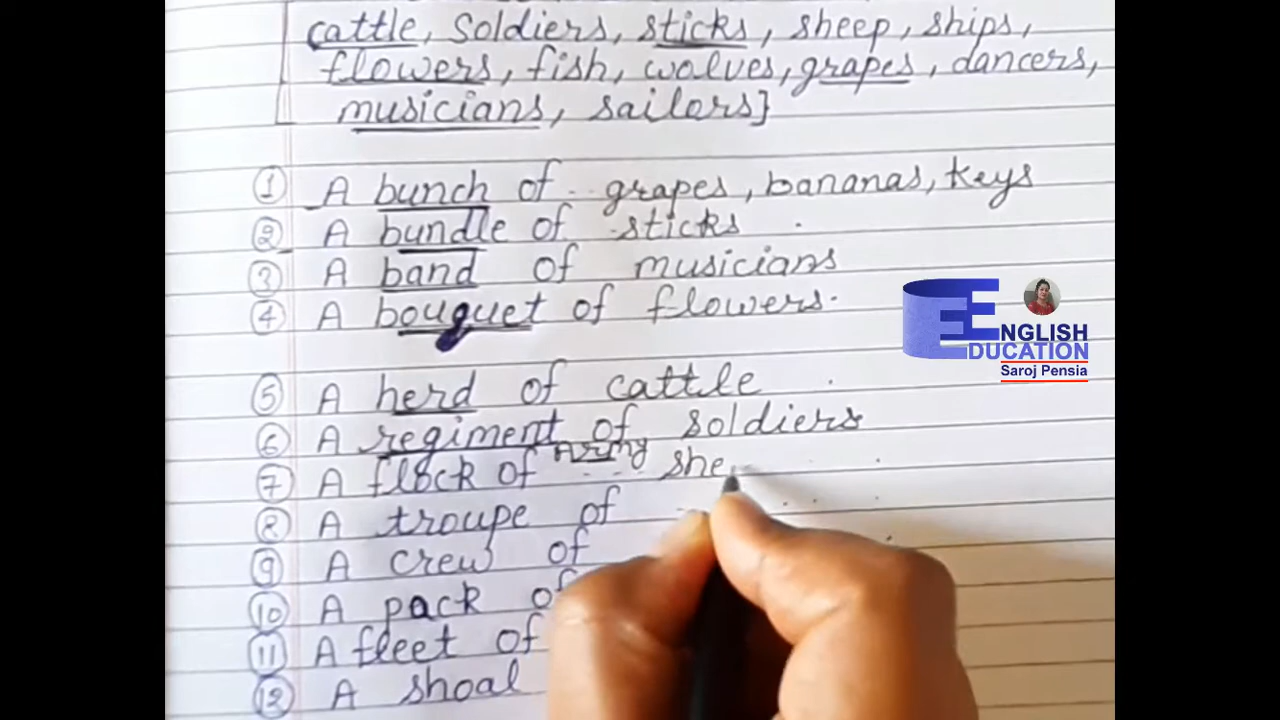 cattle, soldiers, sticks, sheep, ships,
flowers, fish, wolves, grapes, dancers,
musicians, sailors}
① A bunch of grapes, bananas, keys
② A bundle of sticks
③ A band of musicians
④ A bouquet of flowers.
ENGLISH
EDUCATION
Saroj Pensia
⑤ A herd of cattle
⑥ A regiment of soldiers
Army
⑦ A flock of she
⑧ A troupe of
⑨ A crew of
⑩ A pack of
⑪ A fleet of
⑫ A shoal